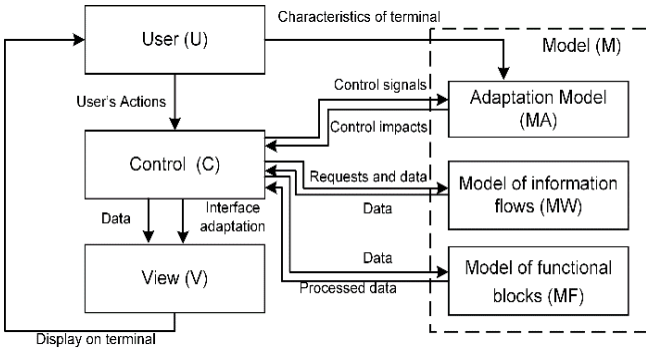 Characteristics of terminal
User (U)
Model (M)
User's Actions
Control signals
Adaptation Model
(MA)
Control impacts
Control (C)
Requests and data
Model of information
flows (MW)
Data
Data
Interface
adaptation
View (V)
Data
Processed data
Model of functional
blocks (MF)
Display on terminal